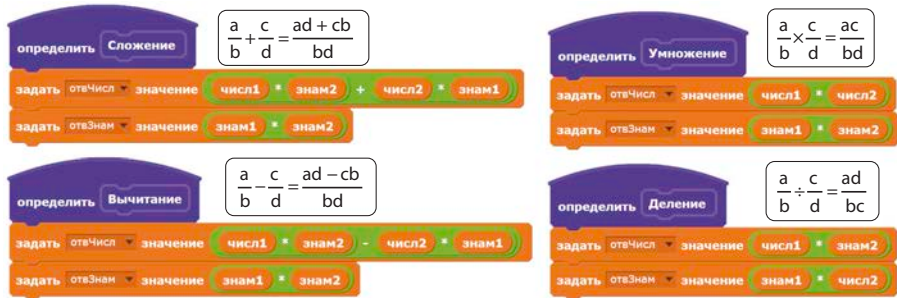 определить Сложение
a/b + c/d = ad + cb/bd
задать отвЧисл значение числ1 * знам2 + числ2 * знам1
задать отвЗнам значение знам1 * знам2
определить Умножение
a/b × c/d = ac/bd
задать отвЧисл значение числ1 * числ2
задать отвЗнам значение знам1 * знам2
определить Вычитание
a/b − c/d = ad − cb/bd
задать отвЧисл значение числ1 * знам2 - числ2 * знам1
задать отвЗнам значение знам1 * знам2
определить Деление
a/b ÷ c/d = ad/bc
задать отвЧисл значение числ1 * знам2
задать отвЗнам значение знам1 * числ2